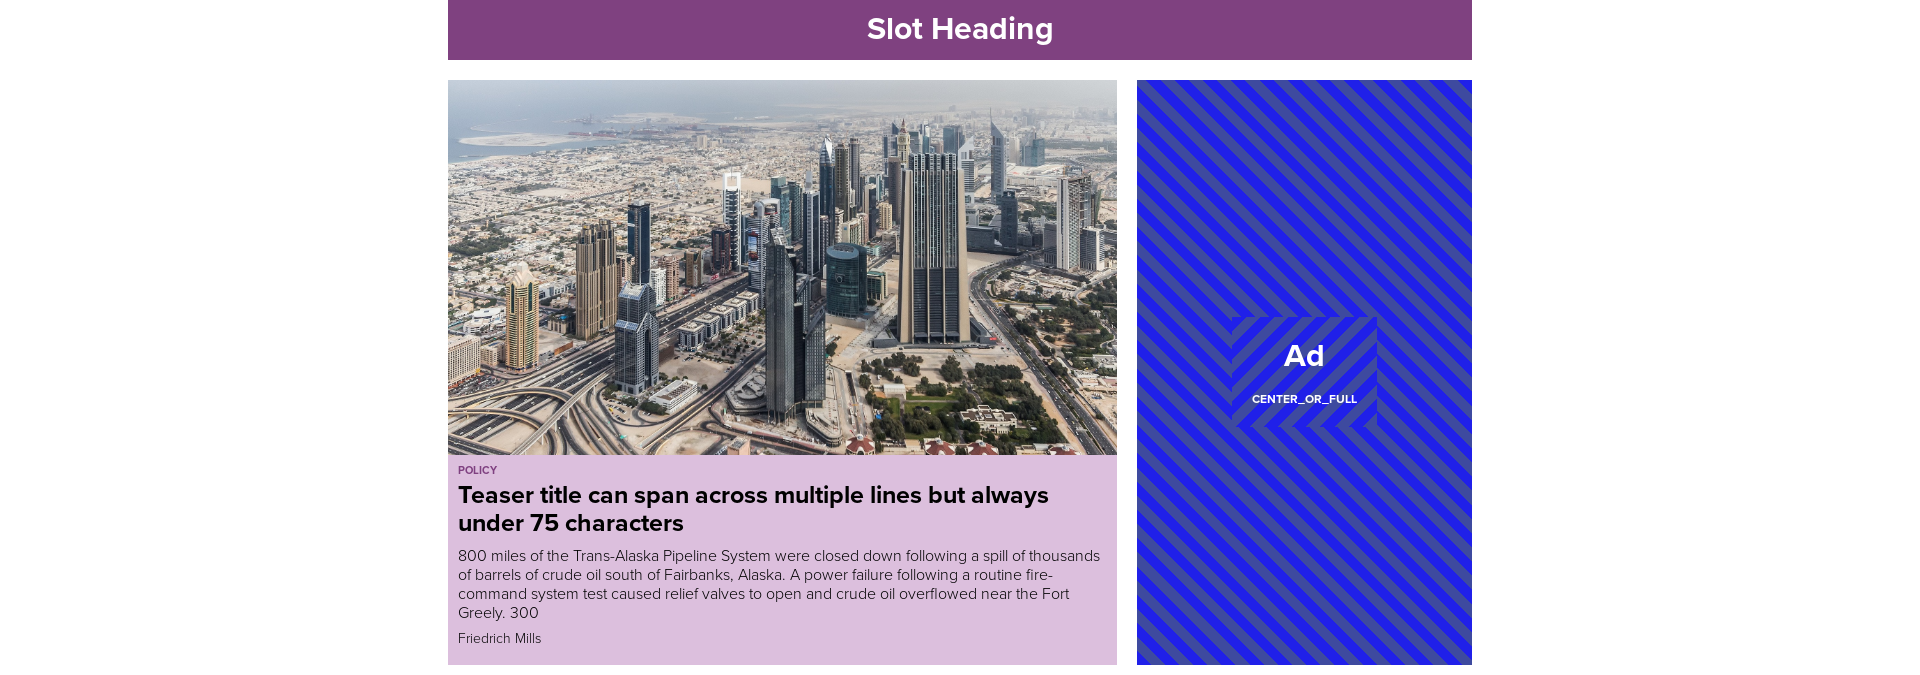 Slot Heading
POLICY
Teaser title can span across multiple lines but always
under 75 characters
800 miles of the Trans-Alaska Pipeline System were closed down following a spill of thousands
of barrels of crude oil south of Fairbanks, Alaska. A power failure following a routine fire-
command system test caused relief valves to open and crude oil overflowed near the Fort
Greely. 300
Friedrich Mills
Ad
CENTER_OR_FULL